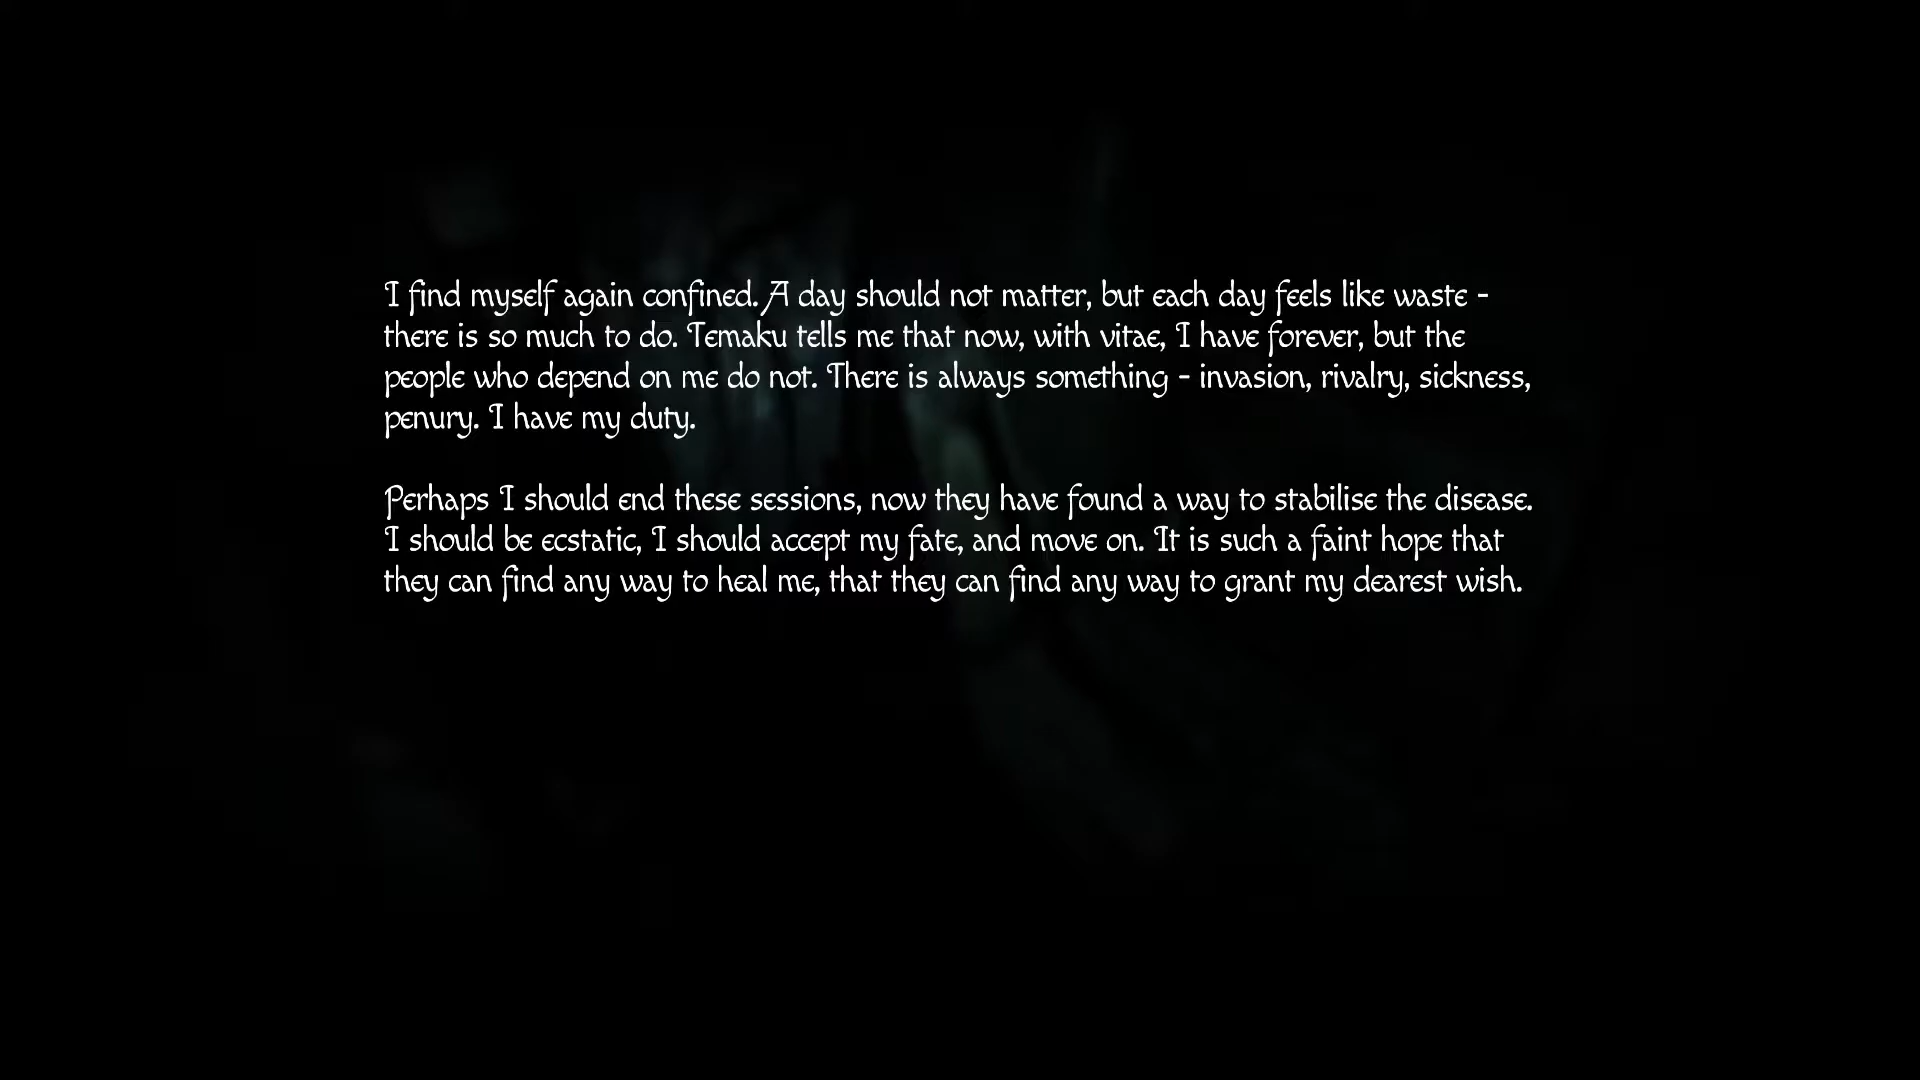 I find myself again confined. A day should not matter, but each day feels like waste -
there is so much to do. Temaku tells me that now, with vitae, I have forever, but the
people who depend on me do not. There is always something - invasion, rivalry, sickness,
penury. I have my duty.
Perhaps I should end these sessions, now they have found a way to stabilise the disease.
I should be ecstatic, I should accept my fate, and move on. It is such a faint hope that
they can find any way to heal me, that they can find any way to grant my dearest wish.